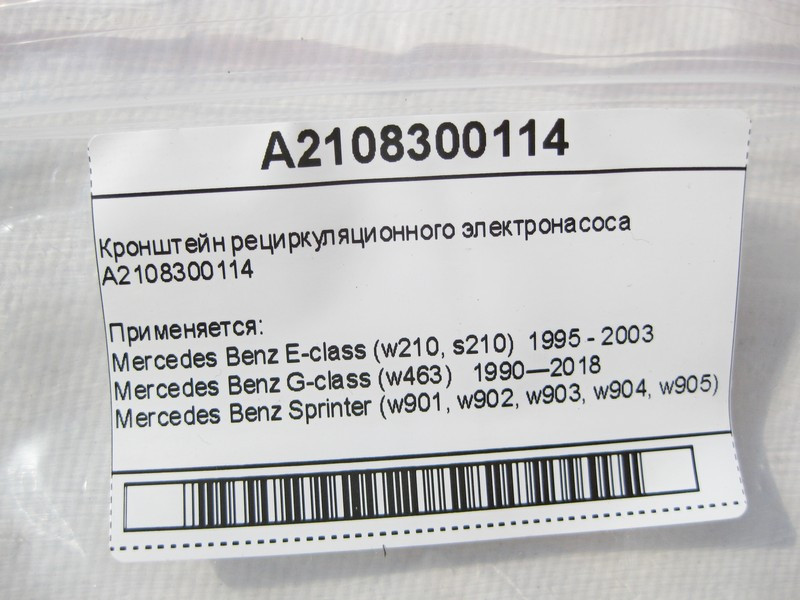 A2108300114
Кронштейн рециркуляционного электронасоса
A2108300114
Применяется:
Mercedes Benz E-class (w210, s210) 1995 - 2003
Mercedes Benz G-class (w463) 1990—2018
Mercedes Benz Sprinter (w901, w902, w903, w904, w905)